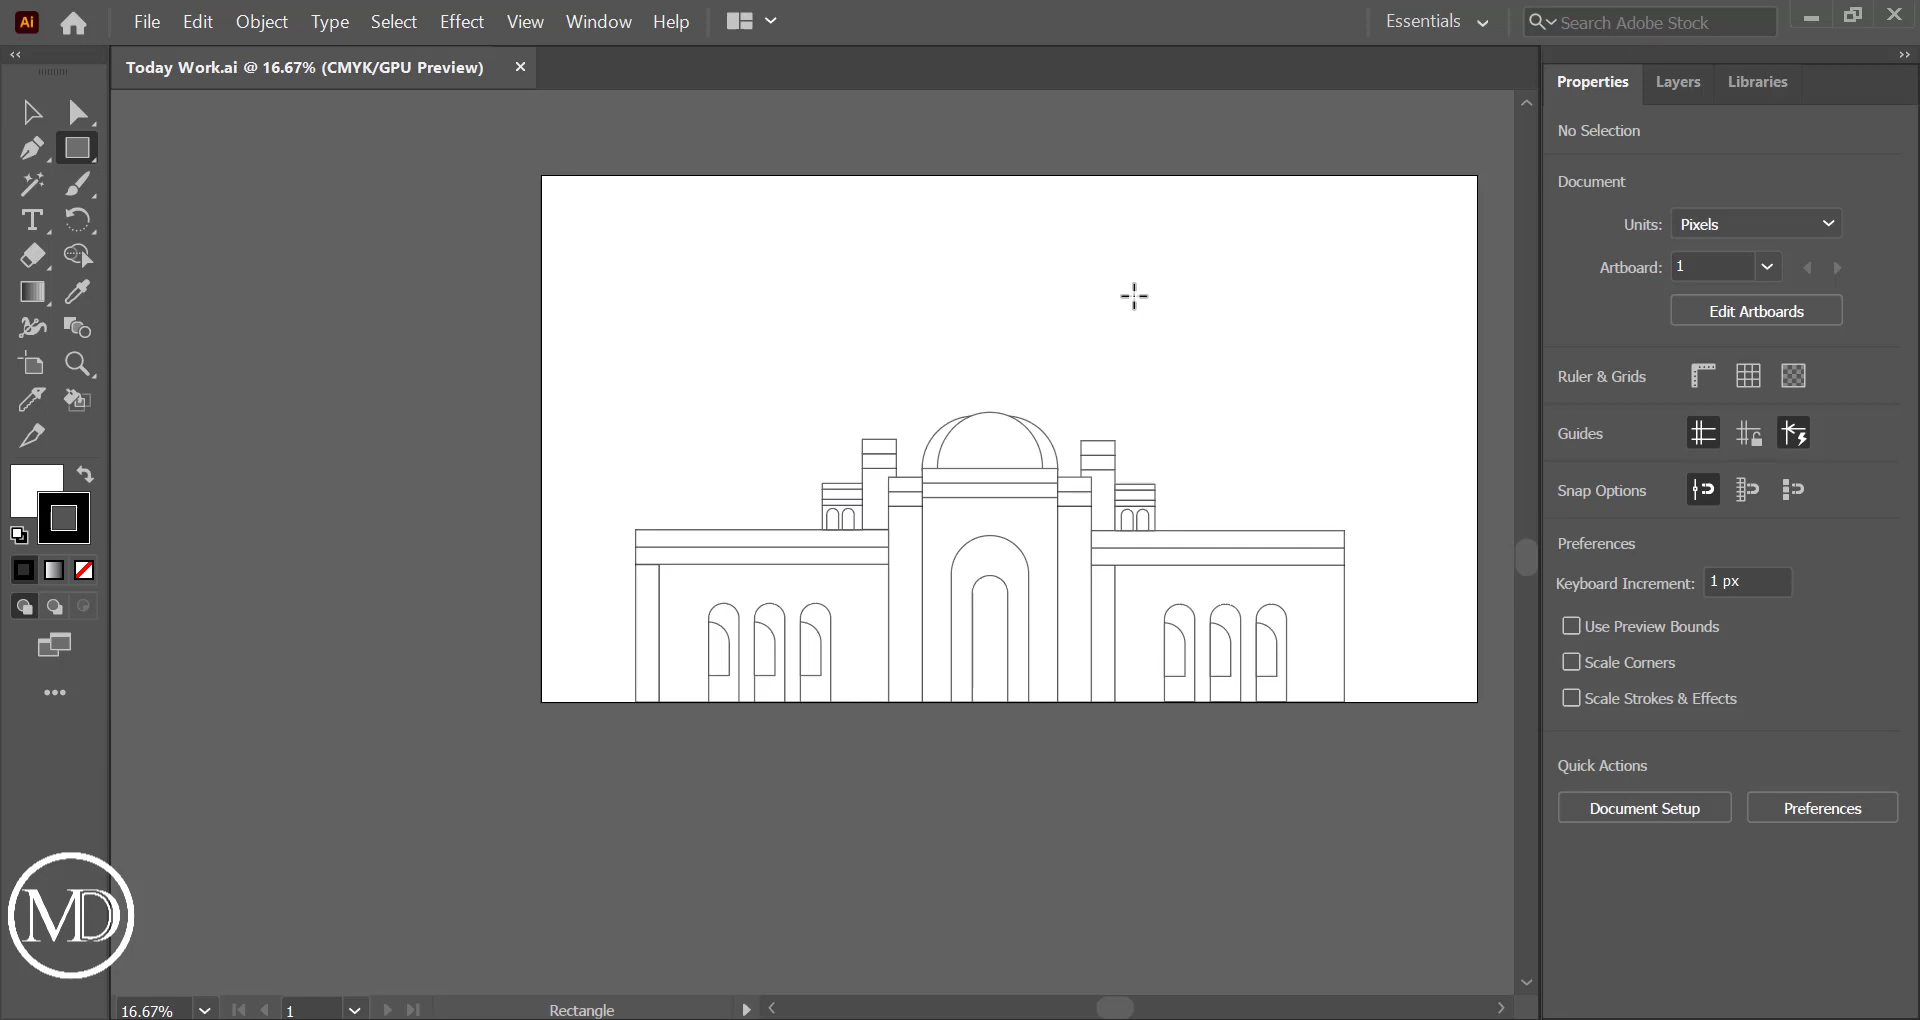 Ai File Edit Object Type Select Effect View Window Help Essentials Search Adobe Stock
Today Work.ai @ 16.67% (CMYK/GPU Preview)
Properties Layers Libraries
No Selection
Document
Units: Pixels
Artboard: 1
Edit Artboards
Ruler & Grids
Guides
Snap Options
Preferences
Keyboard Increment: 1 px
Use Preview Bounds
Scale Corners
Scale Strokes & Effects
Quick Actions
Document Setup Preferences
MD
16.67% 1 Rectangle